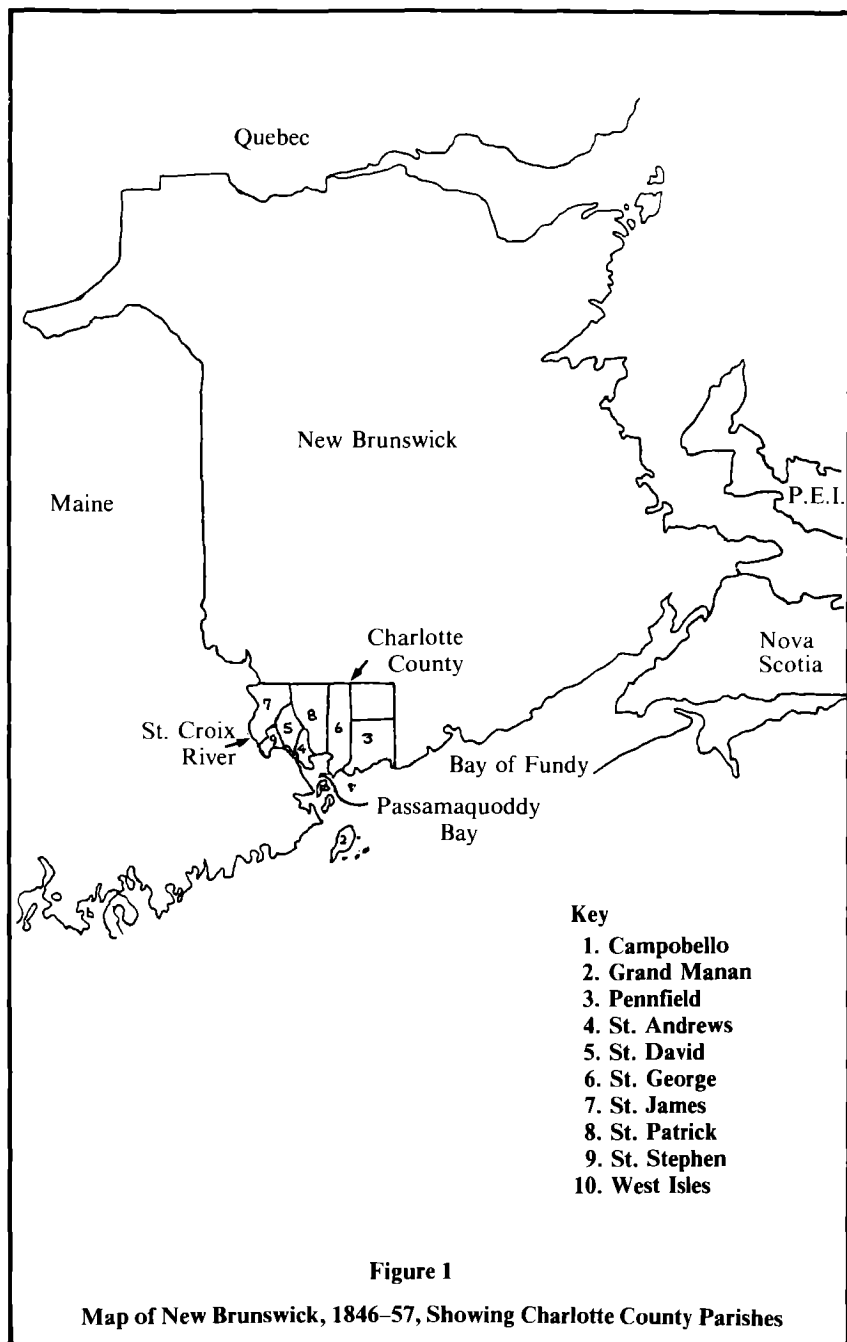 Quebec
New Brunswick
Maine
P.E.I.
Charlotte
County
Nova
Scotia
7
8
5
6
9
4
3
St. Croix
River
Bay of Fundy
Passamaquoddy
Bay
2
Key
1. Campobello
2. Grand Manan
3. Pennfield
4. St. Andrews
5. St. David
6. St. George
7. St. James
8. St. Patrick
9. St. Stephen
10. West Isles
Figure 1
Map of New Brunswick, 1846–57, Showing Charlotte County Parishes